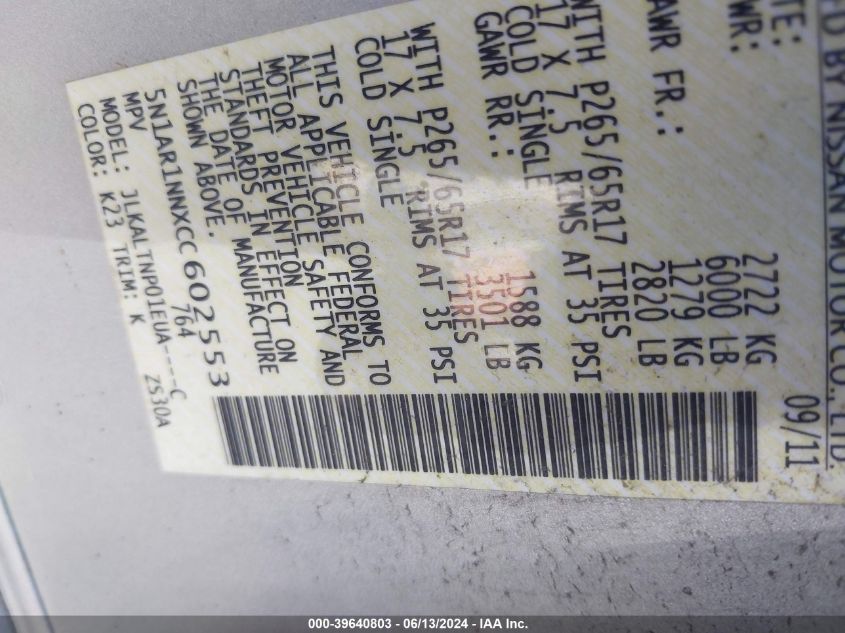 ED BY NISSAN MOTOR CO., LTD.
TE: 09/11
WR: 2722 KG
6000 LB
AWR FR.: 1279 KG
2820 LB
WITH P265/65R17 TIRES
17 X 7.5 RIMS AT 35 PSI
COLD SINGLE
GAWR RR.: 1588 KG
3501 LB
WITH P265/65R17 TIRES
17 X 7.5 RIMS AT 35 PSI
COLD SINGLE
THIS VEHICLE CONFORMS TO
ALL APPLICABLE FEDERAL
MOTOR VEHICLE SAFETY AND
THEFT PREVENTION
STANDARDS IN EFFECT ON
THE DATE OF MANUFACTURE
SHOWN ABOVE.
5N1AR1NNXCC602553
MPV 764
MODEL: JLKALTNP01EUA----C
COLOR: K23 TRIM: K ZS30A
000-39640803 - 06/13/2024 - IAA Inc.